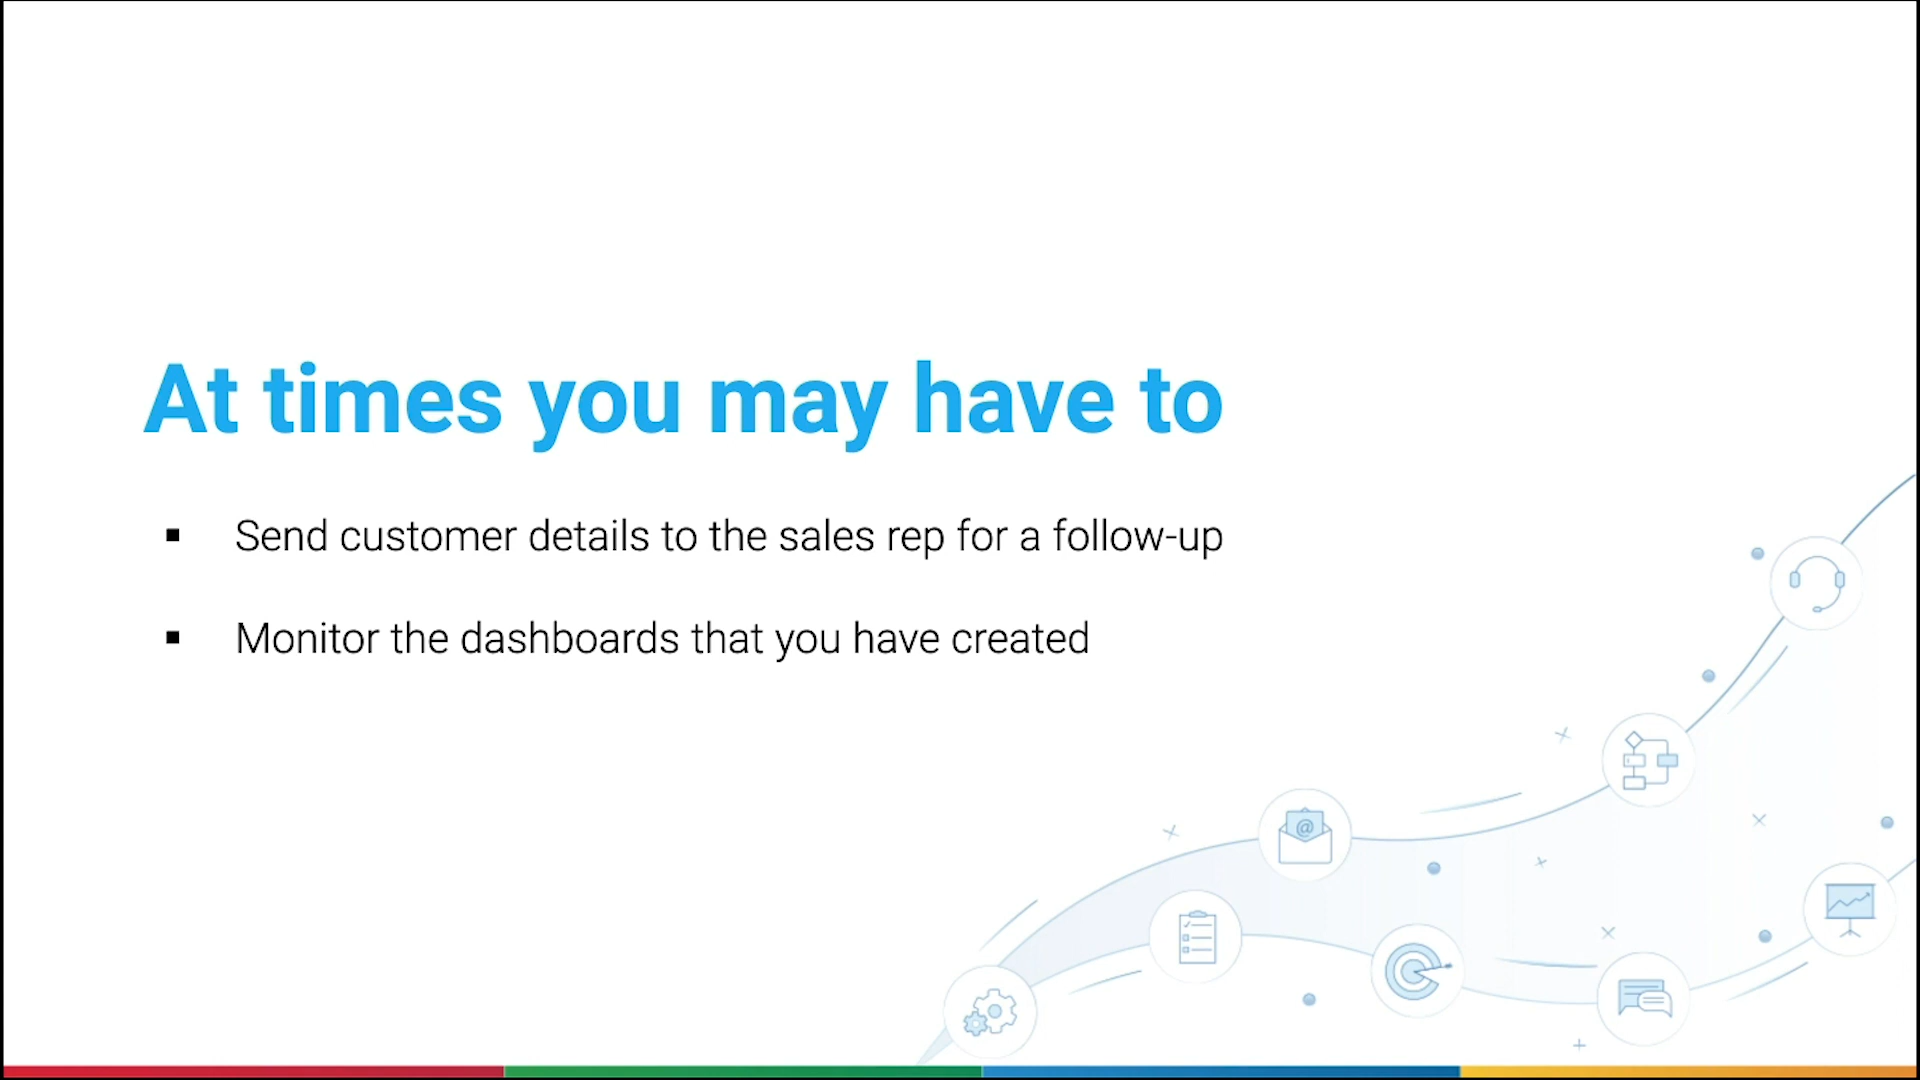 At times you may have to
Send customer details to the sales rep for a follow-up
Monitor the dashboards that you have created